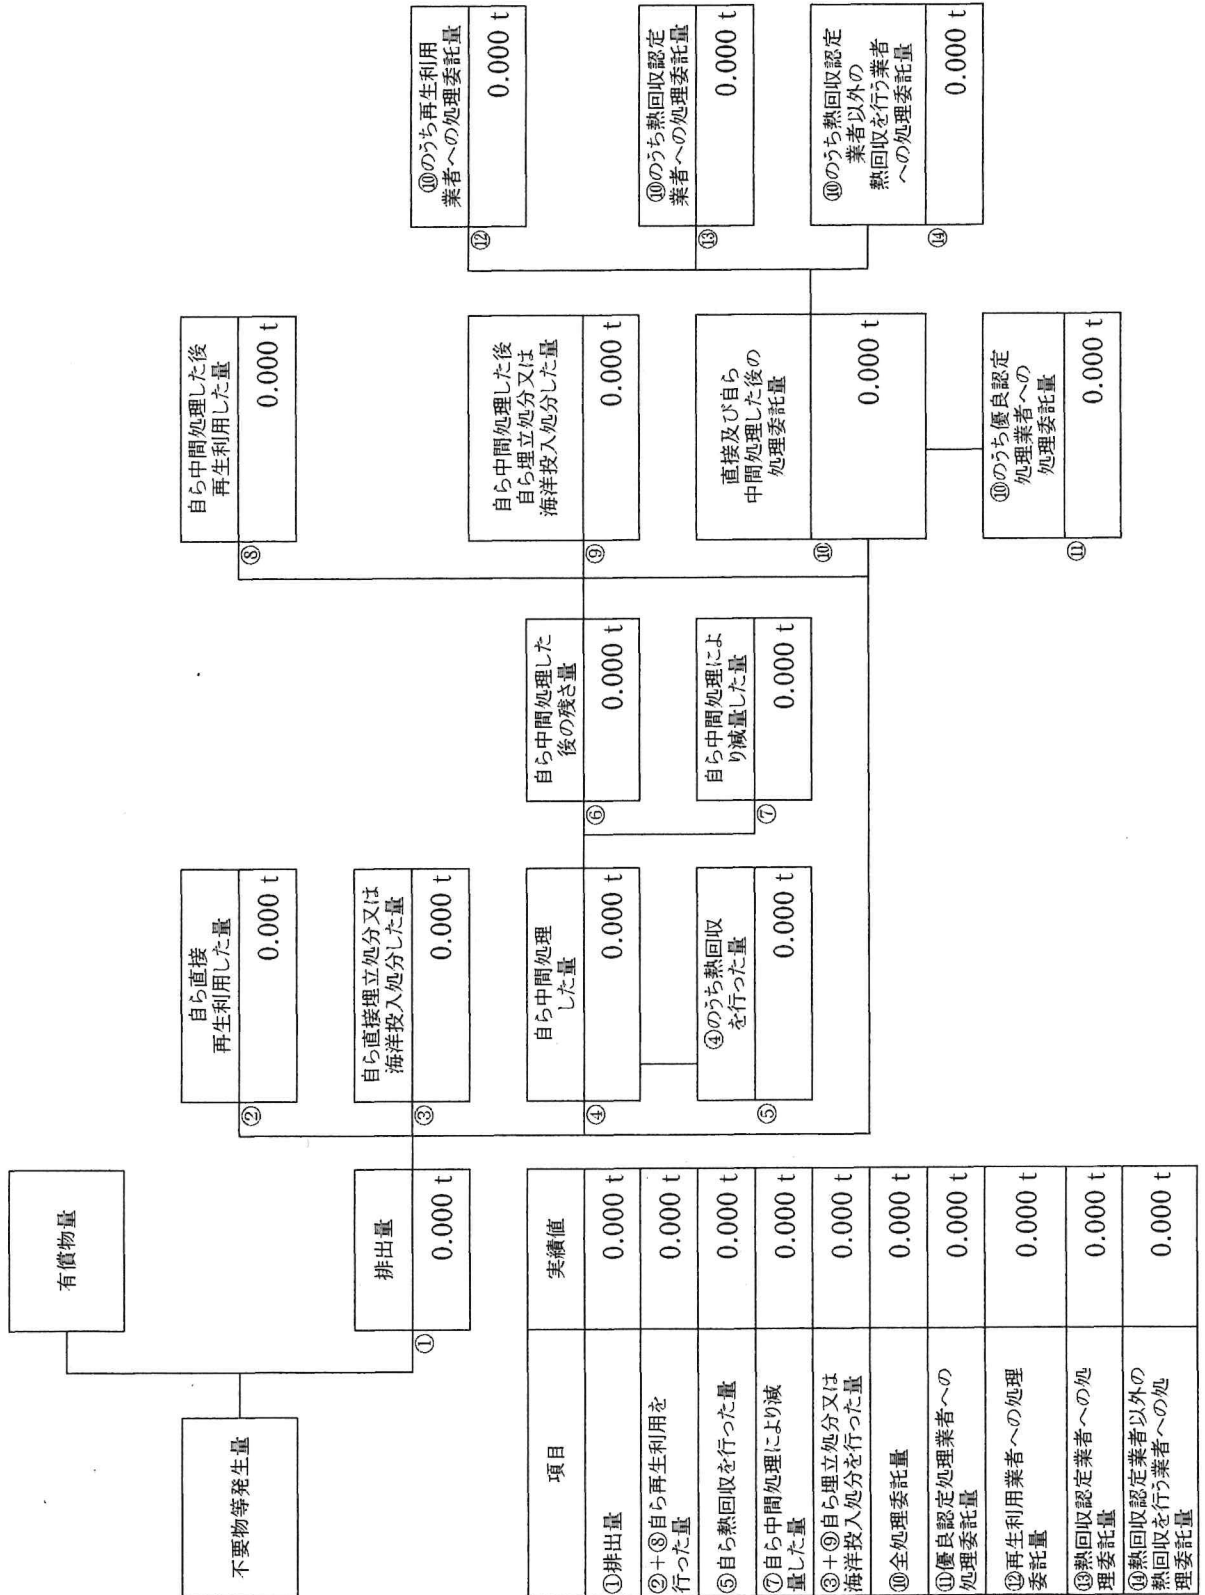 有償物量
不要物等発生量
排出量
①
0.000 t
自ら直接
再生利用した量
②
0.000 t
自ら直接埋立処分又は
海洋投入処分した量
③
0.000 t
自ら中間処理
した量
④
0.000 t
④のうち熱回収
を行った量
⑤
0.000 t
自ら中間処理した
後の残さ量
⑥
0.000 t
自ら中間処理によ
り減量した量
⑦
0.000 t
自ら中間処理した後
再生利用した量
⑧
0.000 t
自ら中間処理した後
自ら埋立処分又は
海洋投入処分した量
⑨
0.000 t
直接及び自ら
中間処理した後の
処理委託量
⑩
0.000 t
⑩のうち優良認定
処理業者への
処理委託量
⑪
0.000 t
⑩のうち再生利用
業者への処理委託量
⑫
0.000 t
⑩のうち熱回収認定
業者への処理委託量
⑬
0.000 t
⑩のうち熱回収認定
業者以外の
熱回収を行う業者
への処理委託量
⑭
0.000 t
項目 実績値
①排出量 0.000 t
②+⑧自ら再生利用を
行った量 0.000 t
⑤自ら熱回収を行った量 0.000 t
⑦自ら中間処理により減
量した量 0.000 t
③+⑨自ら埋立処分又は
海洋投入処分を行った量 0.000 t
⑩全処理委託量 0.000 t
⑪優良認定処理業者への
処理委託量 0.000 t
⑫再生利用業者への処理
委託量 0.000 t
⑬熱回収認定業者への処
理委託量 0.000 t
⑭熱回収認定業者以外の
熱回収を行う業者への処
理委託量 0.000 t